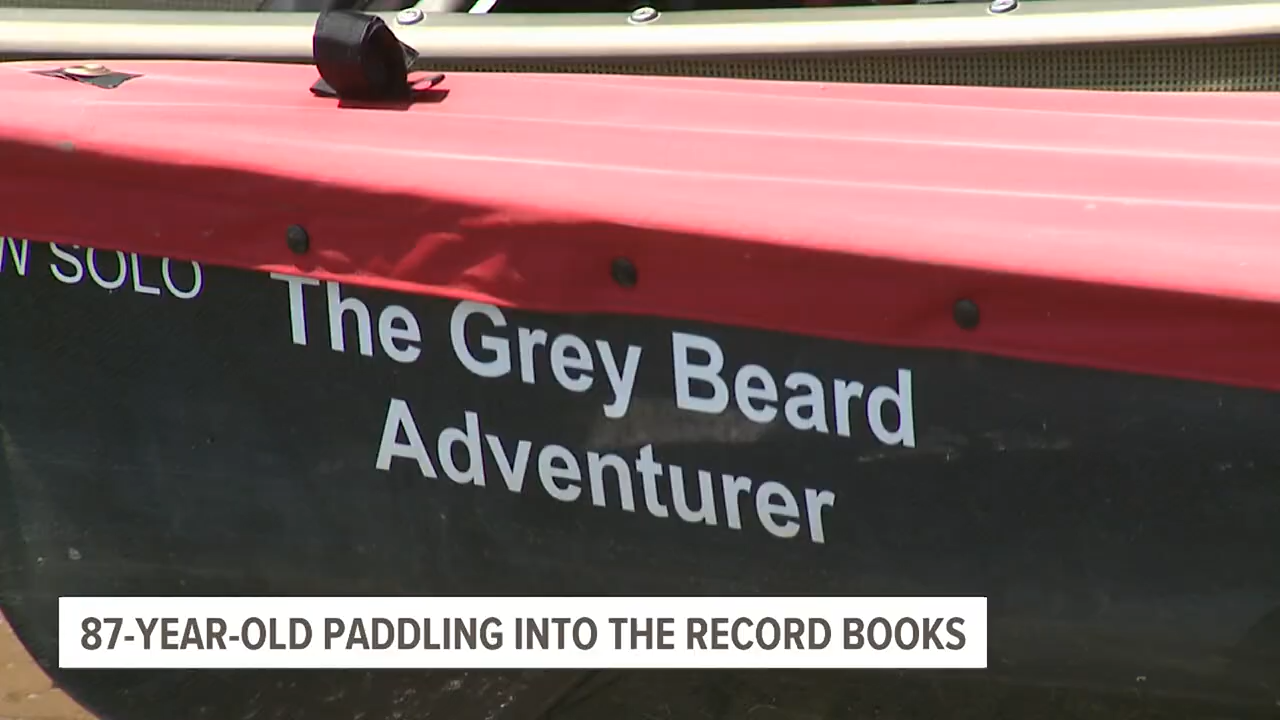 N SOLO
The Grey Beard
Adventurer
87-YEAR-OLD PADDLING INTO THE RECORD BOOKS